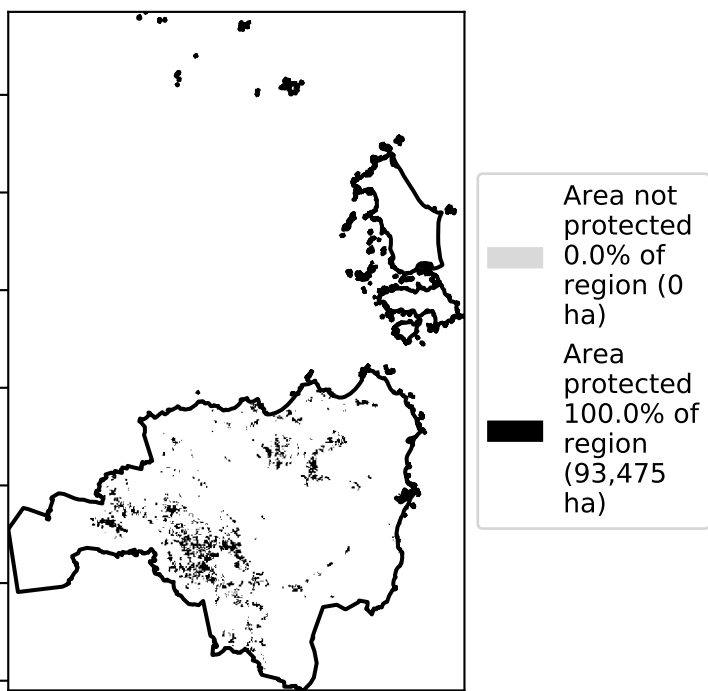 Area not
protected
0.0% of
region (0
ha)
Area
protected
100.0% of
region
(93,475
ha)